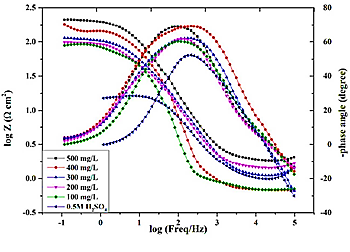 log Z (Ω cm²)
2.5
2.0
1.5
1.0
0.5
0.0
-0.5
500 mg/L
400 mg/L
300 mg/L
200 mg/L
100 mg/L
0.5M H₂SO₄
-1 0 1 2 3 4 5
log (Freq/Hz)
80
60
40
20
0
-20
-40
-phase angle (degree)